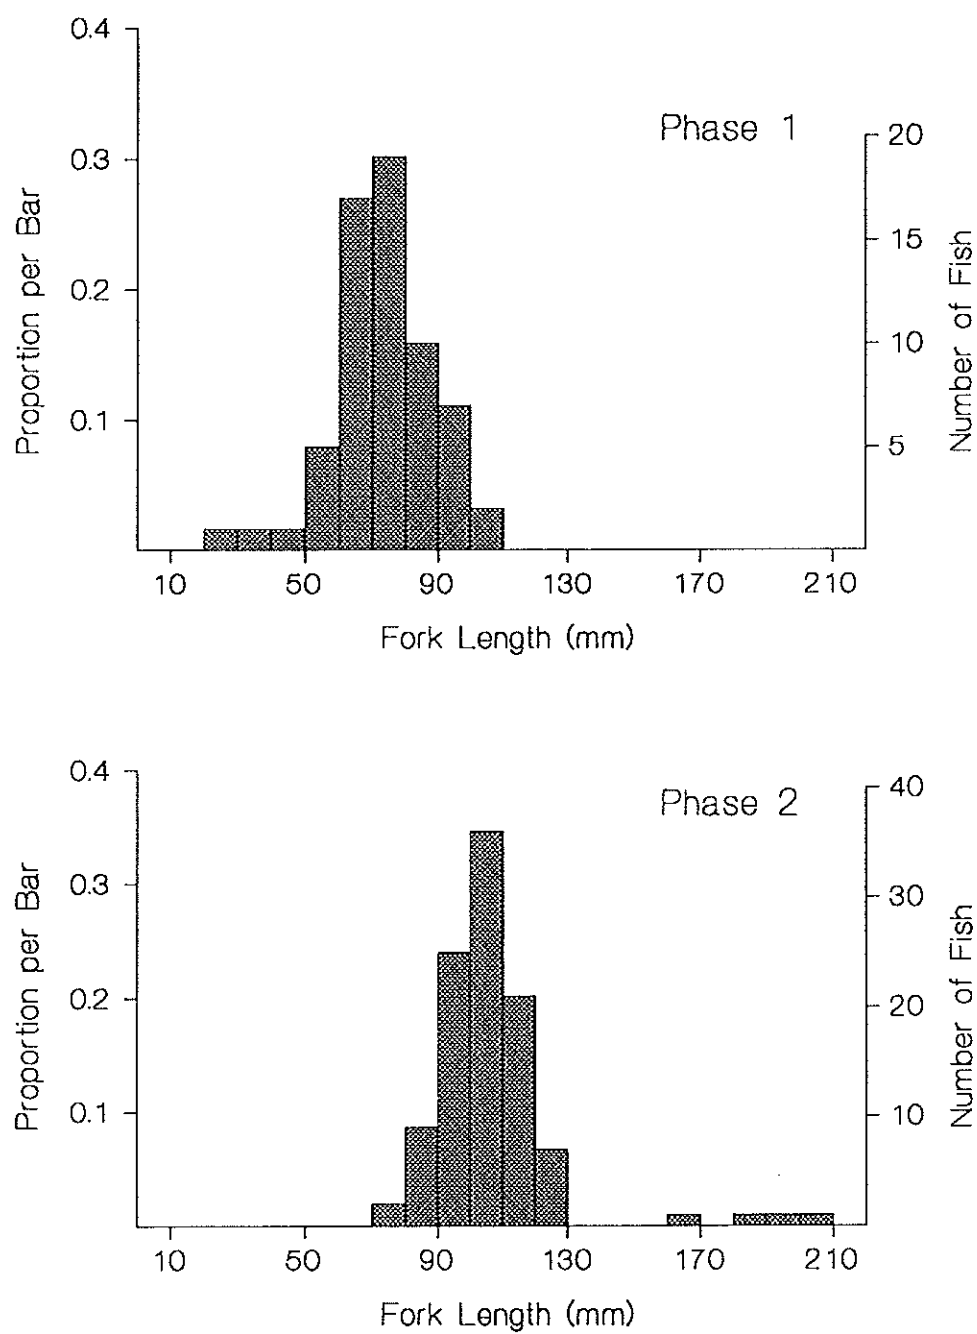 0.4
0.3
0.2
0.1
Proportion per Bar
Phase 1
20
15
10
5
Number of Fish
10 50 90 130 170 210
Fork Length (mm)
0.4
0.3
0.2
0.1
Proportion per Bar
Phase 2
40
30
20
10
Number of Fish
10 50 90 130 170 210
Fork Length (mm)